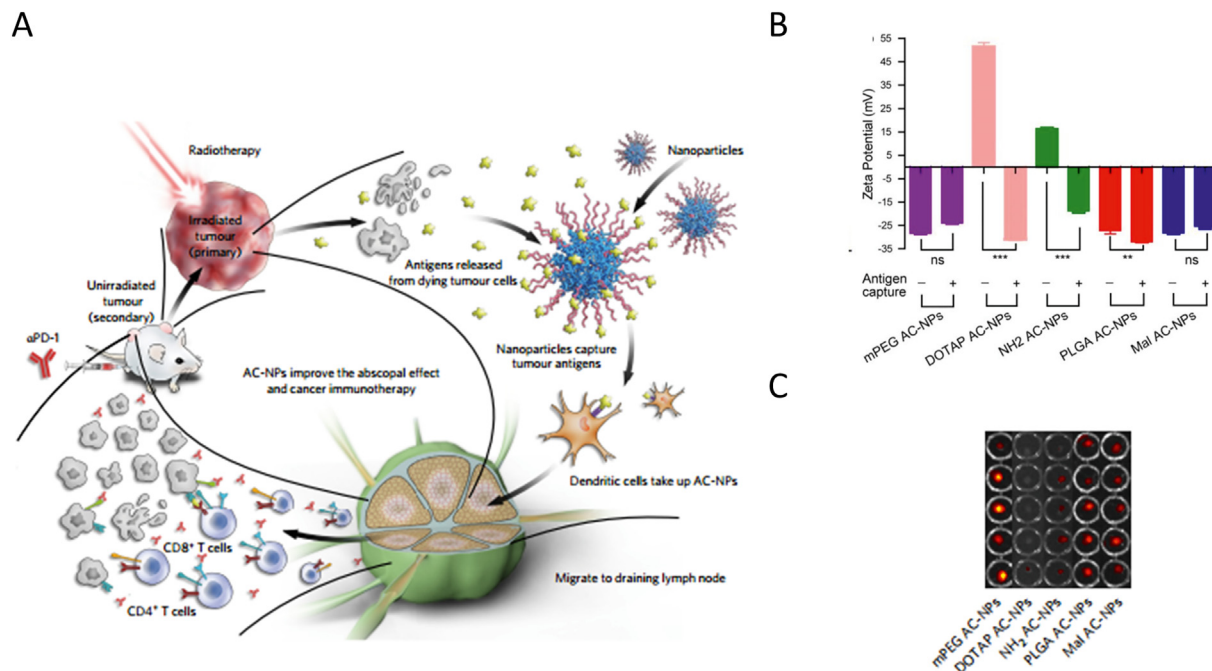 A
Radiotherapy
Nanoparticles
Irradiated
tumour
(primary)
Antigens released
from dying tumour cells
Unirradiated
tumour
(secondary)
αPD-1
Nanoparticles capture
tumour antigens
AC-NPs improve the abscopal effect
and cancer immunotherapy
Dendritic cells take up AC-NPs
CD8⁺ T cells
CD4⁺ T cells
Migrate to draining lymph node
B
Zeta Potential (mV)
55
45
35
25
15
5
-5
-15
-25
-35
ns *** *** ** ns
Antigen
capture
− + − + − + − + − +
mPEG AC-NPs
DOTAP AC-NPs
NH2 AC-NPs
PLGA AC-NPs
Mal AC-NPs
C
mPEG AC-NPs
DOTAP AC-NPs
NH₂ AC-NPs
PLGA AC-NPs
Mal AC-NPs